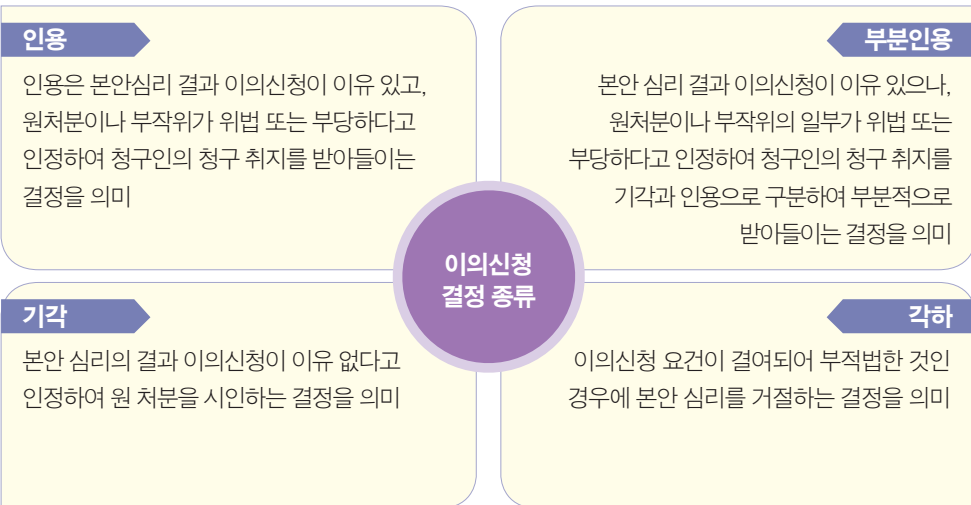 인용
인용은 본안심리 결과 이의신청이 이유 있고,
원처분이나 부작위가 위법 또는 부당하다고
인정하여 청구인의 청구 취지를 받아들이는
결정을 의미
부분인용
본안 심리 결과 이의신청이 이유 있으나,
원처분이나 부작위의 일부가 위법 또는
부당하다고 인정하여 청구인의 청구 취지를
기각과 인용으로 구분하여 부분적으로
받아들이는 결정을 의미
이의신청
결정 종류
기각
본안 심리의 결과 이의신청이 이유 없다고
인정하여 원 처분을 시인하는 결정을 의미
각하
이의신청 요건이 결여되어 부적법한 것인
경우에 본안 심리를 거절하는 결정을 의미